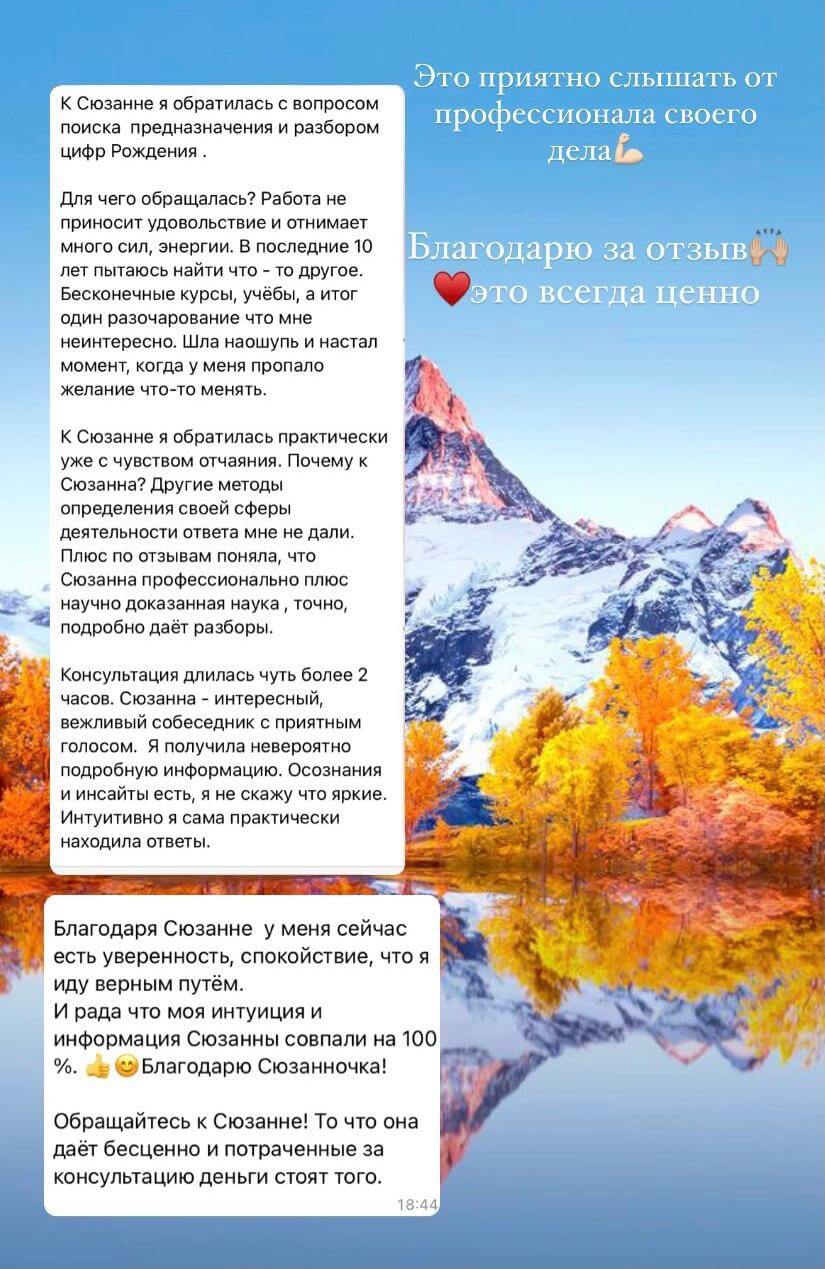 К Сюзанне я обратилась с вопросом
поиска предназначения и разбором
цифр Рождения .
Для чего обращалась? Работа не
приносит удовольствие и отнимает
много сил, энергии. В последние 10
лет пытаюсь найти что - то другое.
Бесконечные курсы, учёбы, а итог
один разочарование что мне
неинтересно. Шла наошупь и настал
момент, когда у меня пропало
желание что-то менять.
К Сюзанне я обратилась практически
уже с чувством отчаяния. Почему к
Сюзанна? Другие методы
определения своей сферы
деятельности ответа мне не дали.
Плюс по отзывам поняла, что
Сюзанна профессионально плюс
научно доказанная наука , точно,
подробно даёт разборы.
Консультация длилась чуть более 2
часов. Сюзанна - интересный,
вежливый собеседник с приятным
голосом. Я получила невероятно
подробную информацию. Осознания
и инсайты есть, я не скажу что яркие.
Интуитивно я сама практически
находила ответы.
Это приятно слышать от
профессионала своего
дела💪🏻
Благодарю за отзыв🙌🏼
♥️это всегда ценно
Благодаря Сюзанне у меня сейчас
есть уверенность, спокойствие, что я
иду верным путём.
И рада что моя интуиция и
информация Сюзанны совпали на 100
%. 👍😊Благодарю Сюзанночка!
Обращайтесь к Сюзанне! То что она
даёт бесценно и потраченные за
консультацию деньги стоят того.
18:44